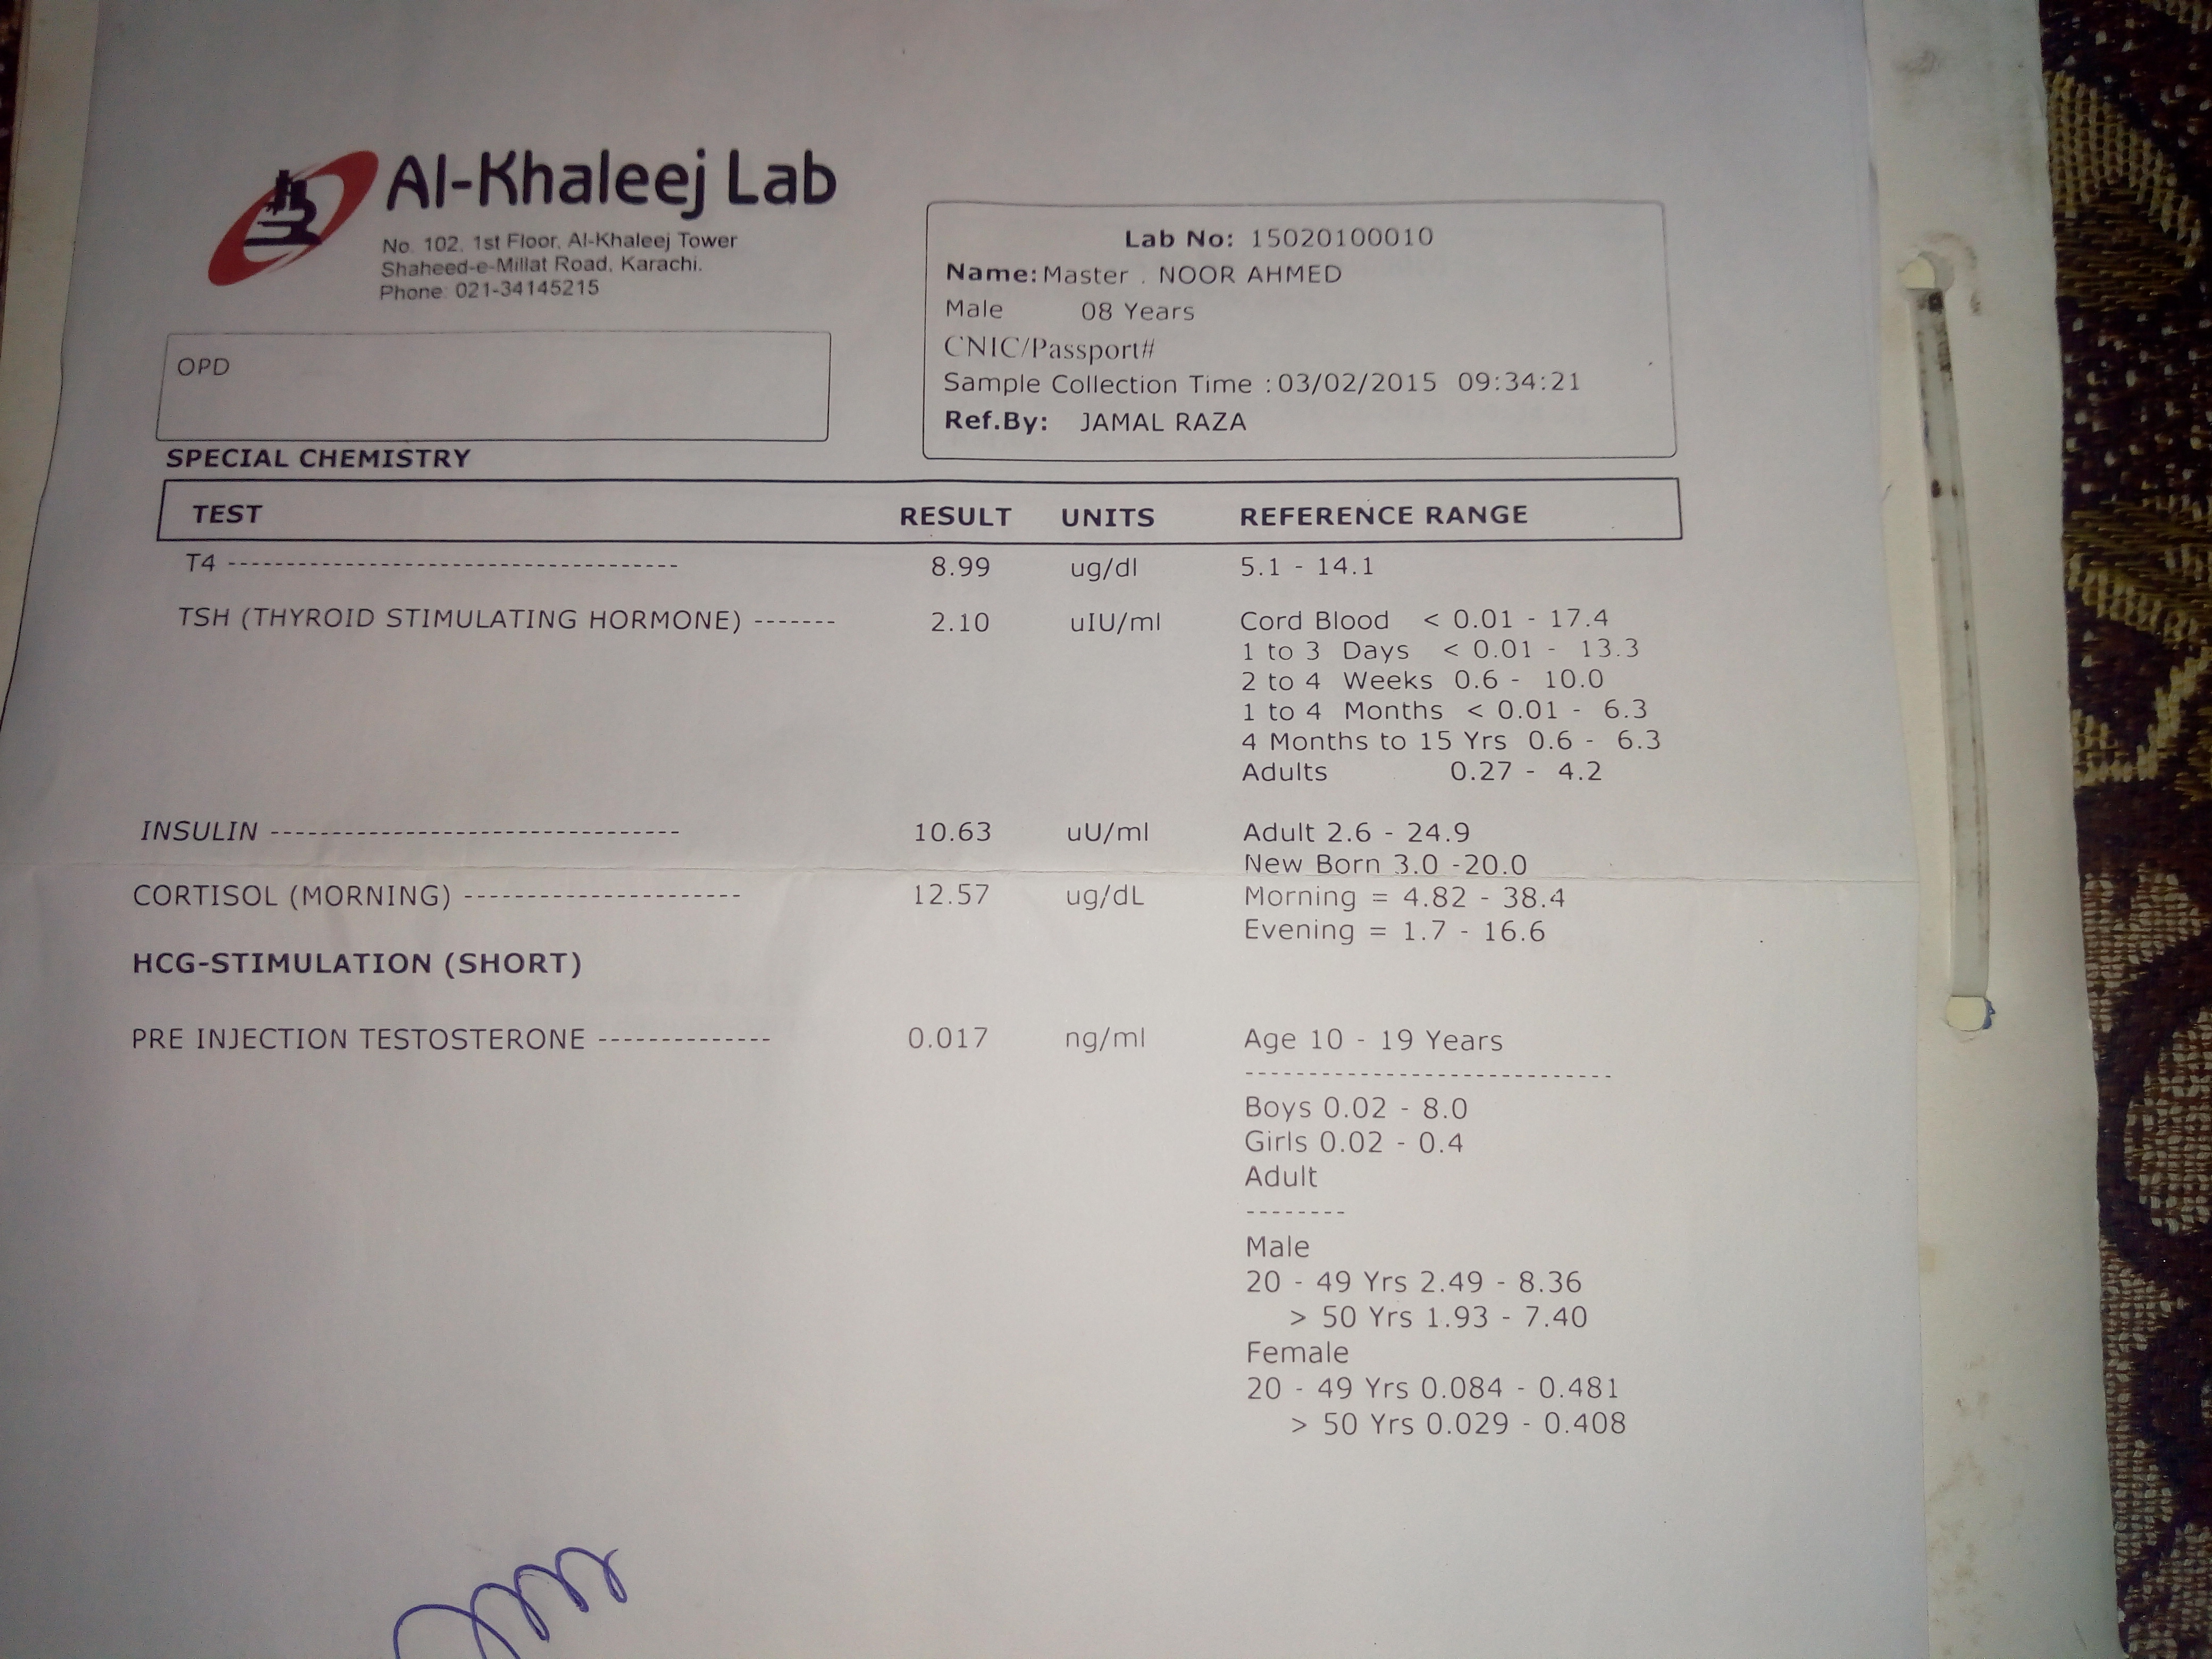 Al-Khaleej Lab
No. 102, 1st Floor, Al-Khaleej Tower
Shaheed-e-Millat Road, Karachi.
Phone: 021-34145215
Lab No: 15020100010
Name: Master . NOOR AHMED
Male 08 Years
CNIC/Passport#
Sample Collection Time : 03/02/2015 09:34:21
Ref.By: JAMAL RAZA
OPD
SPECIAL CHEMISTRY
TEST RESULT UNITS REFERENCE RANGE
T4 ------------------------------------- 8.99 ug/dl 5.1 - 14.1
TSH (THYROID STIMULATING HORMONE) ------- 2.10 uIU/ml Cord Blood < 0.01 - 17.4
1 to 3 Days < 0.01 - 13.3
2 to 4 Weeks 0.6 - 10.0
1 to 4 Months < 0.01 - 6.3
4 Months to 15 Yrs 0.6 - 6.3
Adults 0.27 - 4.2
INSULIN -------------------------------- 10.63 uU/ml Adult 2.6 - 24.9
New Born 3.0 -20.0
CORTISOL (MORNING) ---------------------- 12.57 ug/dL Morning = 4.82 - 38.4
Evening = 1.7 - 16.6
HCG-STIMULATION (SHORT)
PRE INJECTION TESTOSTERONE -------------- 0.017 ng/ml Age 10 - 19 Years
-----------------------------
Boys 0.02 - 8.0
Girls 0.02 - 0.4
Adult
--------
Male
20 - 49 Yrs 2.49 - 8.36
> 50 Yrs 1.93 - 7.40
Female
20 - 49 Yrs 0.084 - 0.481
> 50 Yrs 0.029 - 0.408